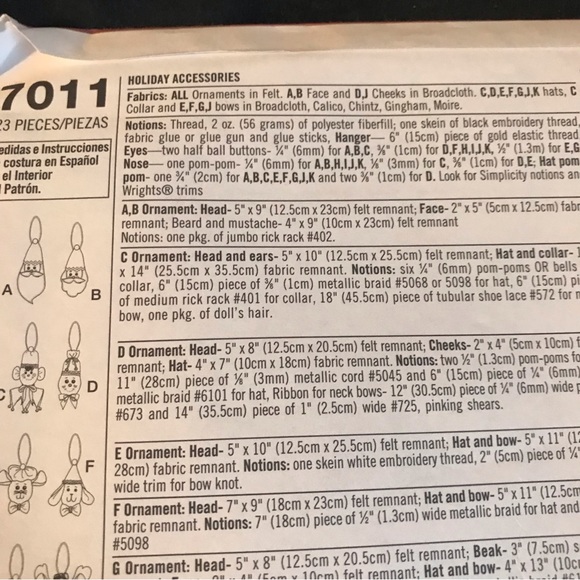 7011
23 PIECES/PIEZAS
Medidas e Instrucciones
costura en Español
el Interior
l Patrón.
A
B
C
D
F
HOLIDAY ACCESSORIES
Fabrics: ALL Ornaments in Felt. A,B Face and D,J Cheeks in Broadcloth. C,D,E,F,G,J,K hats, C
Collar and E,F,G,J bows in Broadcloth, Calico, Chintz, Gingham, Moire.
Notions: Thread, 2 oz. (56 grams) of polyester fiberfill; one skein of black embroidery thread,
fabric glue or glue gun and glue sticks, Hanger— 6" (15cm) piece of gold elastic thread
Eyes—two half ball buttons- ¼" (6mm) for A,B,C, ⅜" (1cm) for D,F,H,I,J,K, ½" (1.3m) for E,G
Nose— one pom-pom- ¼" (6mm) for A,B,H,I,J,K, ⅛" (3mm) for C, ⅜" (1cm) for D,E; Hat pom
pom- one ¾" (2cm) for A,B,C,E,F,G,J,K and two ⅜" (1cm) for D. Look for Simplicity notions an
Wrights® trims
A,B Ornament: Head- 5" x 9" (12.5cm x 23cm) felt remnant; Face- 2" x 5" (5cm x 12.5cm) fabr
remnant; Beard and mustache- 4" x 9" (10cm x 23cm) felt remnant
Notions: one pkg. of jumbo rick rack #402.
C Ornament: Head and ears- 5" x 10" (12.5cm x 25.5cm) felt remnant; Hat and collar- 1
x 14" (25.5cm x 35.5cm) fabric remnant. Notions: six ¼" (6mm) pom-poms OR bells
collar, 6" (15cm) piece of ⅜" (1cm) metallic braid #5068 or 5098 for hat, 6" (15cm) pi
of medium rick rack #401 for collar, 18" (45.5cm) piece of tubular shoe lace #572 for n
bow, one pkg. of doll's hair.
D Ornament: Head- 5" x 8" (12.5cm x 20.5cm) felt remnant; Cheeks- 2" x 4" (5cm x 10cm) f
remnant; Hat- 4" x 7" (10cm x 18cm) fabric remnant. Notions: two ½" (1.3cm) pom-poms fo
11" (28cm) piece of ⅛" (3mm) metallic cord #5045 and 6" (15cm) piece of ¼" (6mm)
metallic braid #6101 for hat, Ribbon for neck bows- 12" (30.5cm) piece of ¼" (6mm) wide
#673 and 14" (35.5cm) piece of 1" (2.5cm) wide #725, pinking shears.
E Ornament: Head- 5" x 10" (12.5cm x 25.5cm) felt remnant; Hat and bow- 5" x 11" (12
28cm) fabric remnant. Notions: one skein white embroidery thread, 2" (5cm) piece of ¼"
wide trim for bow knot.
F Ornament: Head- 7" x 9" (18cm x 23cm) felt remnant; Hat and bow- 5" x 11" (12.5cm
fabric remnant. Notions: 7" (18cm) piece of ½" (1.3cm) wide metallic braid for hat and
#5098
G Ornament: Head- 5" x 8" (12.5cm x 20.5cm) felt remnant; Beak- 3" (7.5cm) s
x 10cm) felt remnant; Hat and bow- 4" x 13" (10c